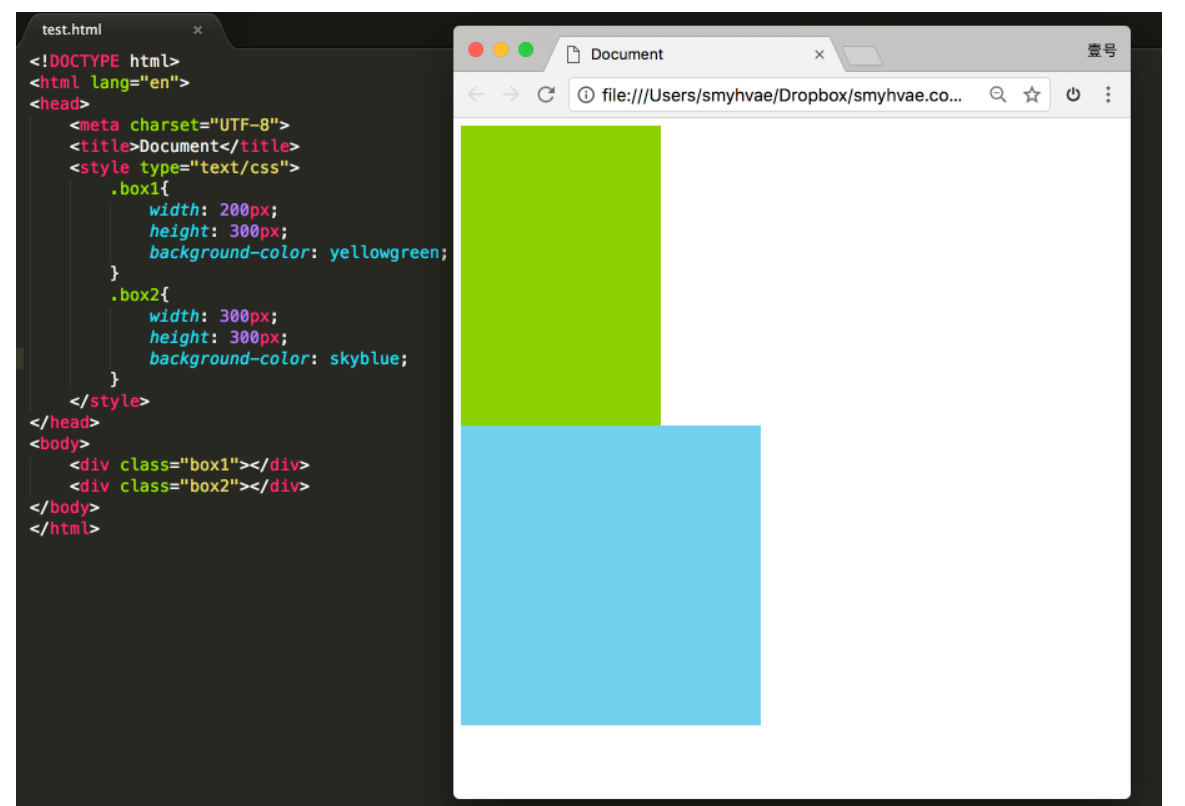 test.html
<!DOCTYPE html>
<html lang="en">
<head>
    <meta charset="UTF-8">
    <title>Document</title>
    <style type="text/css">
        .box1{
            width: 200px;
            height: 300px;
            background-color: yellowgreen;
        }
        .box2{
            width: 300px;
            height: 300px;
            background-color: skyblue;
        }
    </style>
</head>
<body>
    <div class="box1"></div>
    <div class="box2"></div>
</body>
</html>
Document
壹号
file:///Users/smyhvae/Dropbox/smyhvae.co...